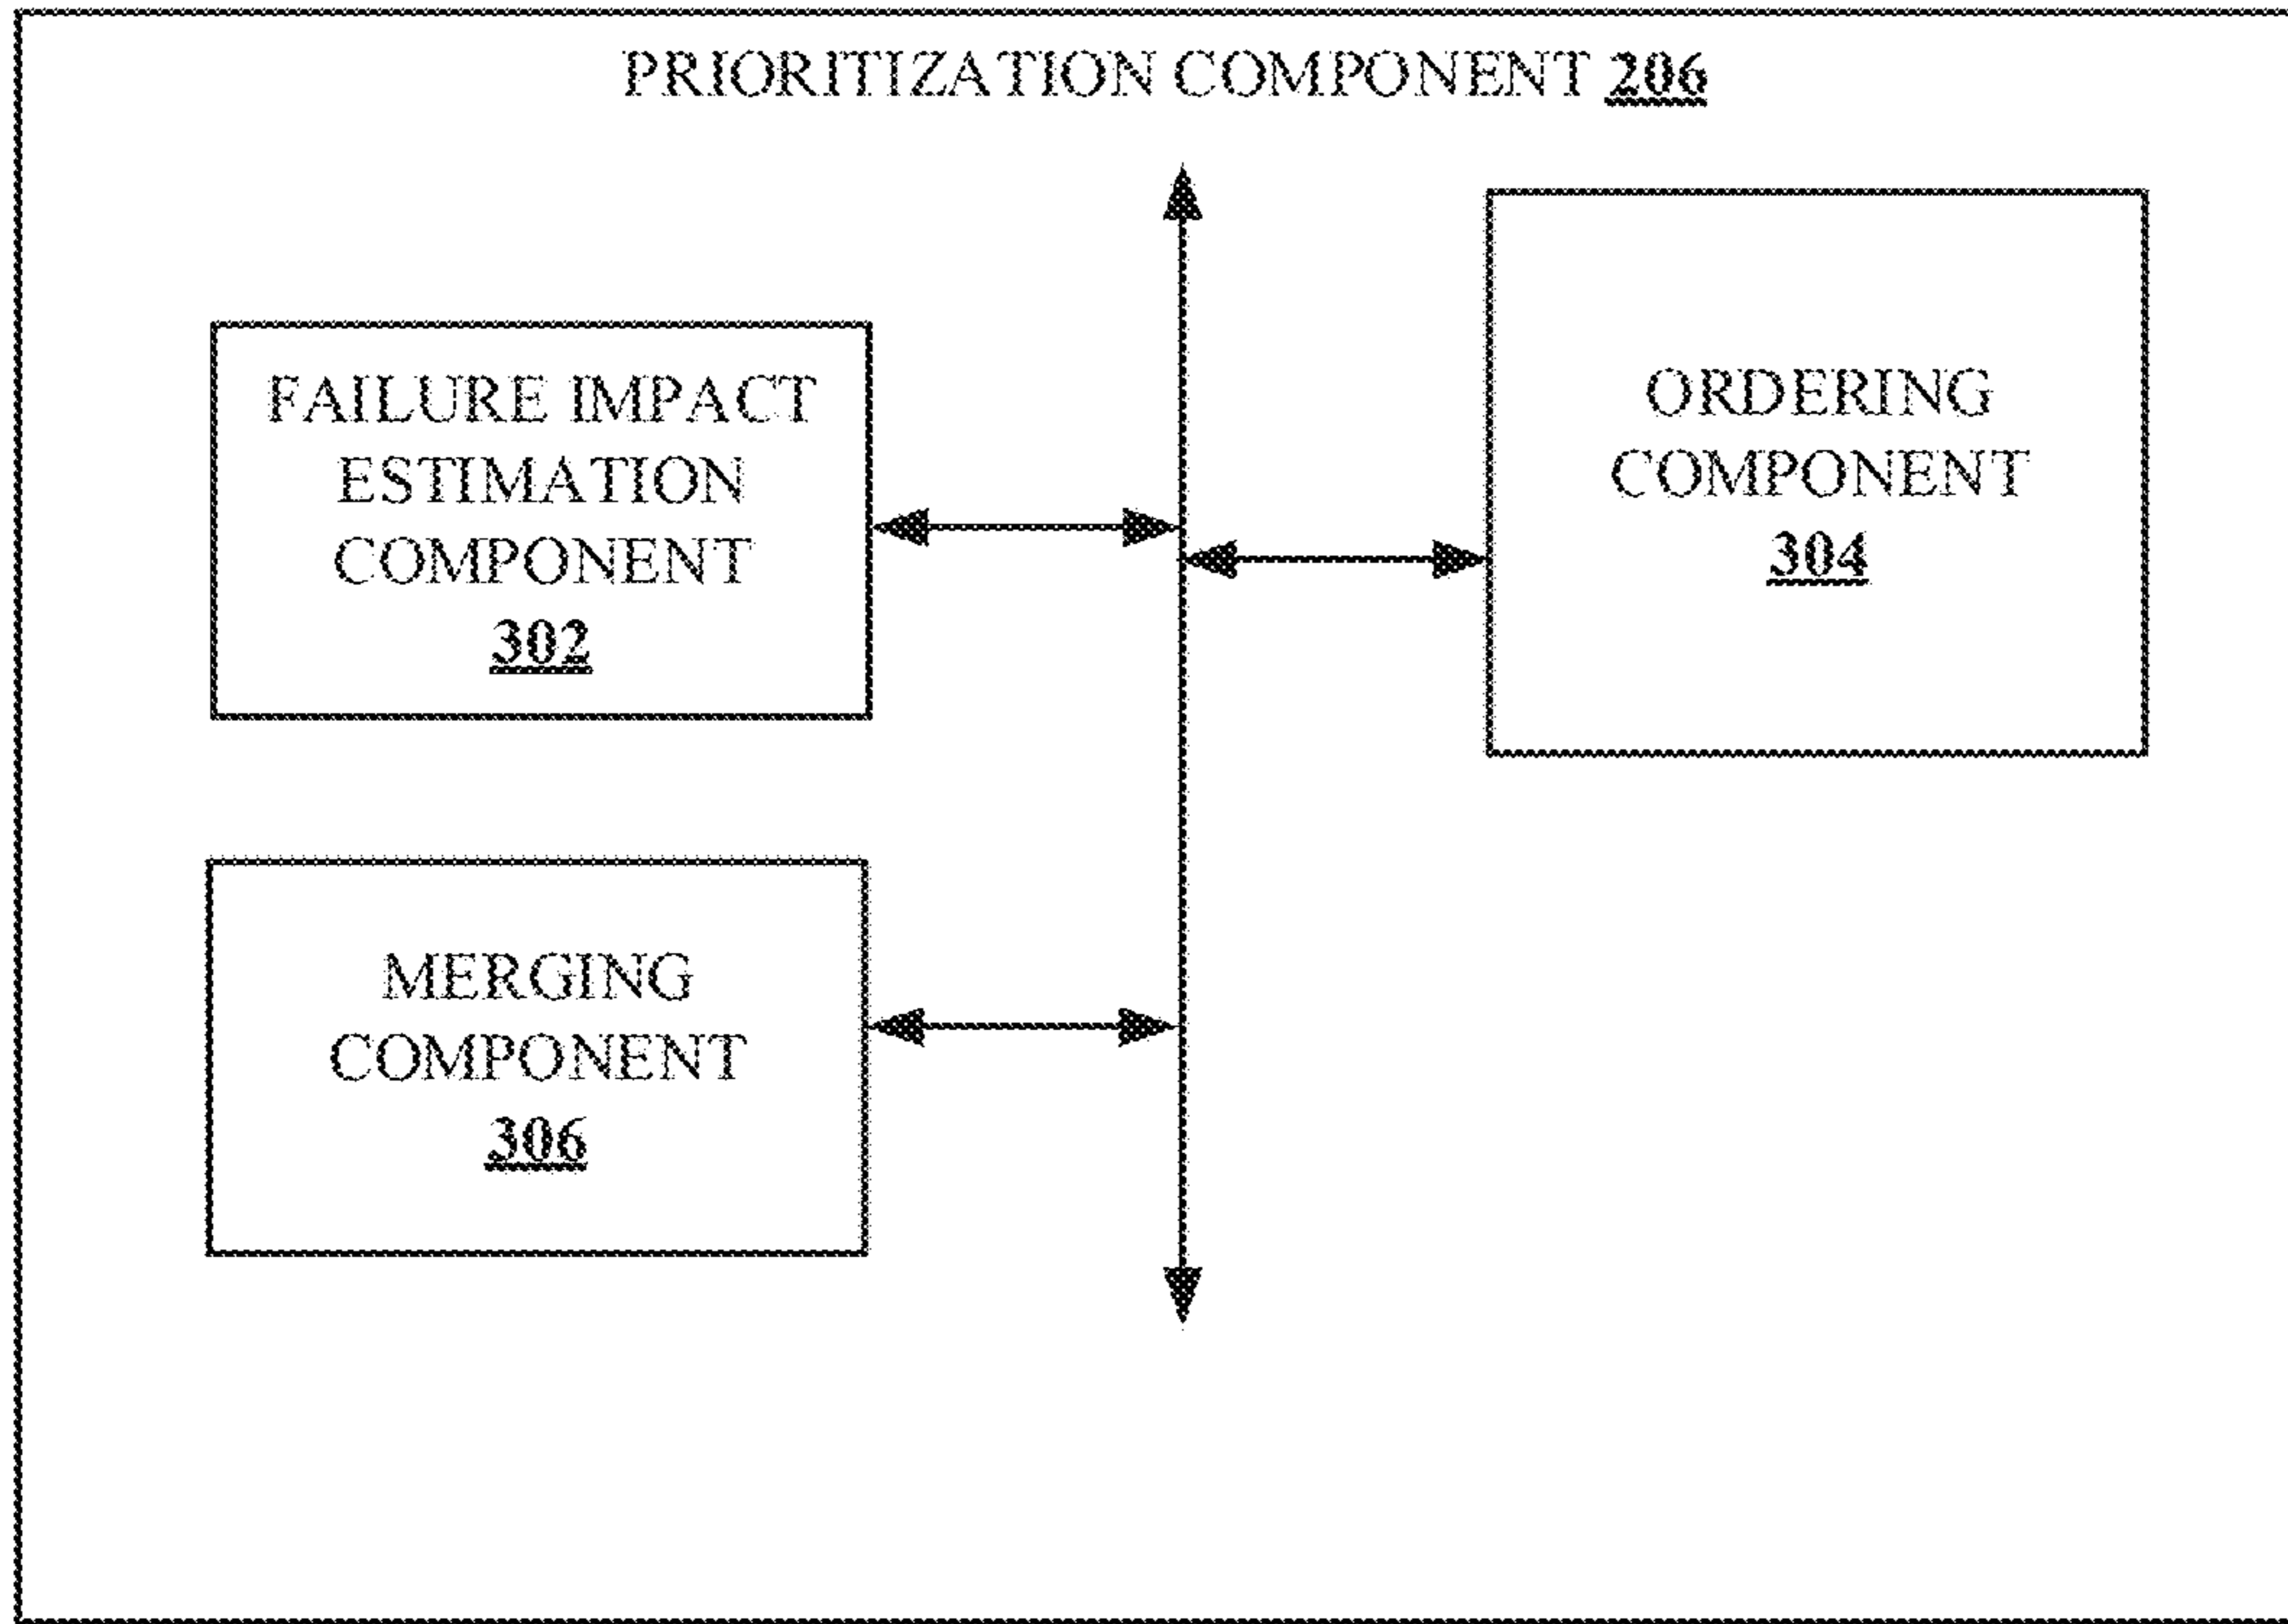 PRIORITIZATION COMPONENT 206
FAILURE IMPACT
ESTIMATION
COMPONENT
302
ORDERING
COMPONENT
304
MERGING
COMPONENT
306